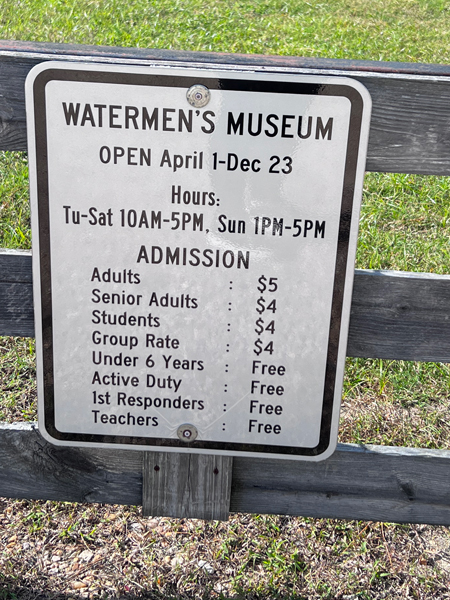 WATERMEN'S MUSEUM
OPEN April 1-Dec 23
Hours:
Tu-Sat 10AM-5PM, Sun 1PM-5PM
ADMISSION
Adults : $5
Senior Adults : $4
Students : $4
Group Rate : $4
Under 6 Years : Free
Active Duty : Free
1st Responders : Free
Teachers : Free